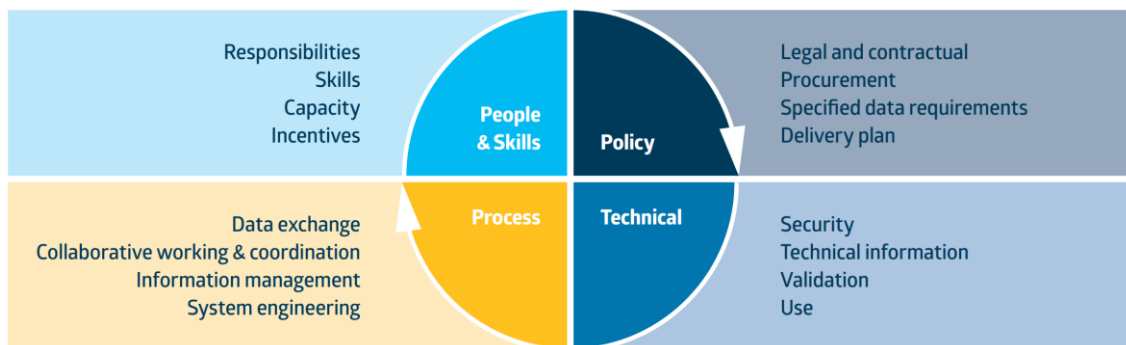 Responsibilities
Skills
Capacity
Incentives
People
& Skills
Policy
Legal and contractual
Procurement
Specified data requirements
Delivery plan
Data exchange
Collaborative working & coordination
Information management
System engineering
Process
Technical
Security
Technical information
Validation
Use